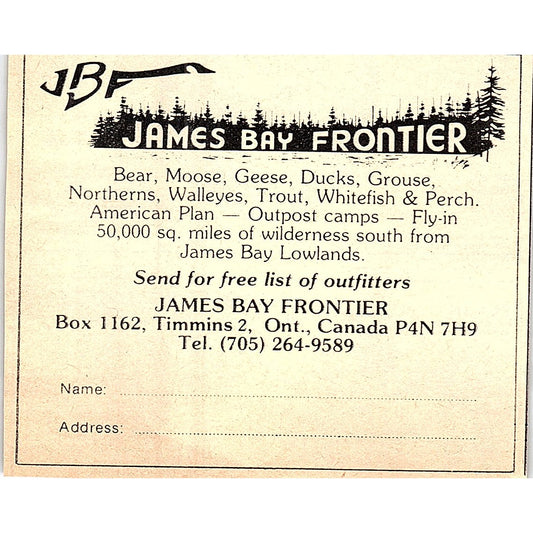 JBF
JAMES BAY FRONTIER
Bear, Moose, Geese, Ducks, Grouse,
Northerns, Walleyes, Trout, Whitefish & Perch.
American Plan — Outpost camps — Fly-in
50,000 sq. miles of wilderness south from
James Bay Lowlands.
Send for free list of outfitters
JAMES BAY FRONTIER
Box 1162, Timmins 2, Ont., Canada P4N 7H9
Tel. (705) 264-9589
Name:
Address: